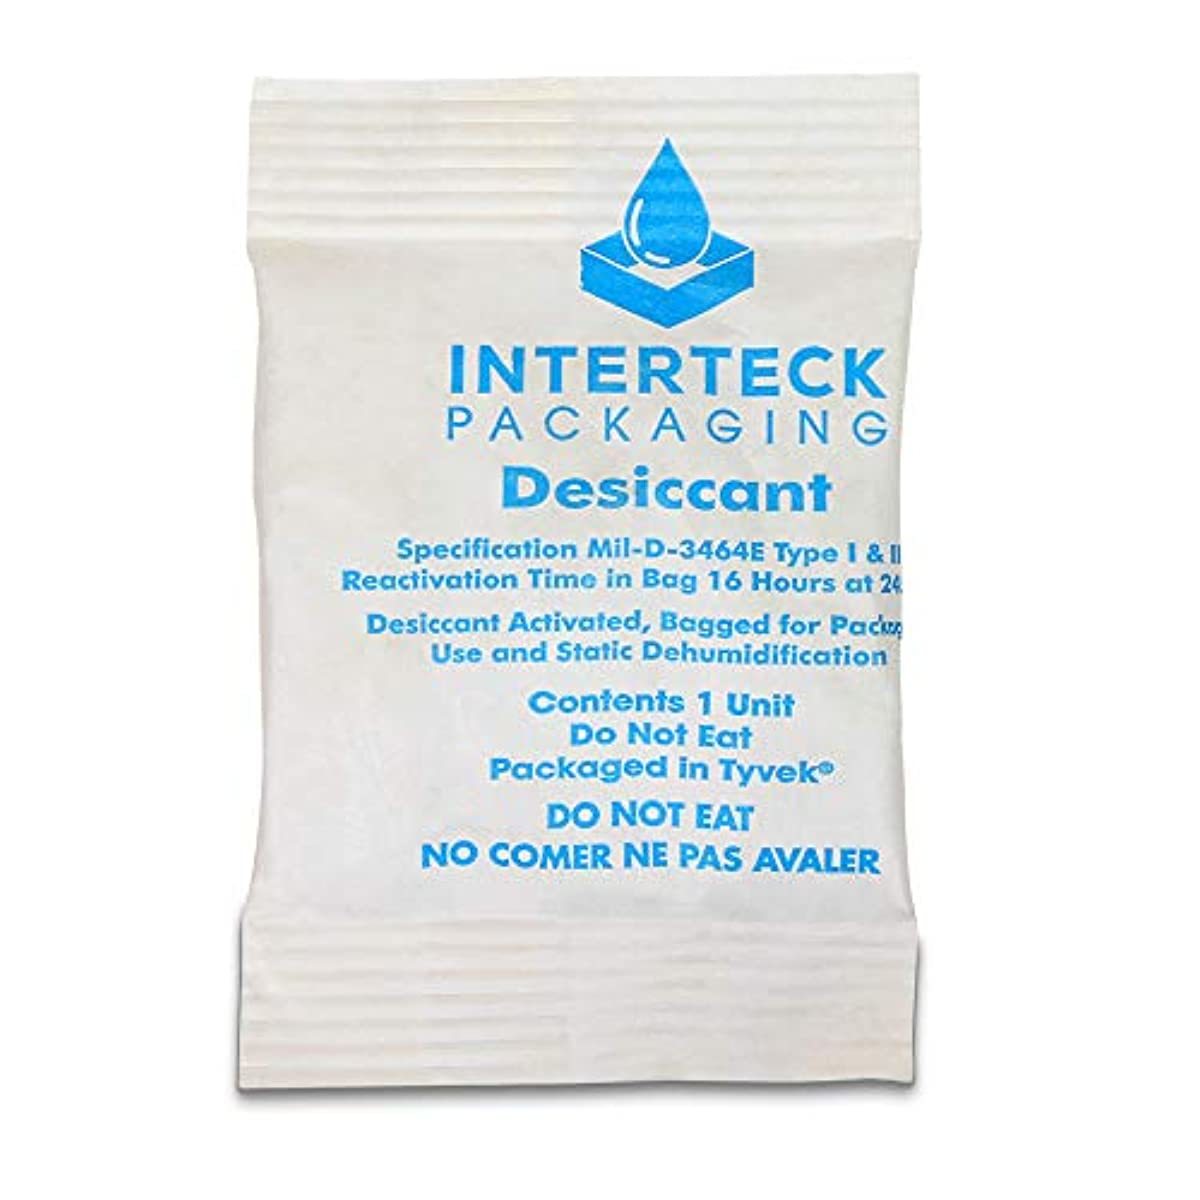 INTERTECK
PACKAGING
Desiccant
Specification Mil-D-3464E Type I &
Reactivation Time in Bag 16 Hours at
Desiccant Activated, Bagged for
Use and Static Dehumidification
Contents 1 Unit
Do Not Eat
Packaged in Tyvek®
DO NOT EAT
NO COMER NE PAS AVALER